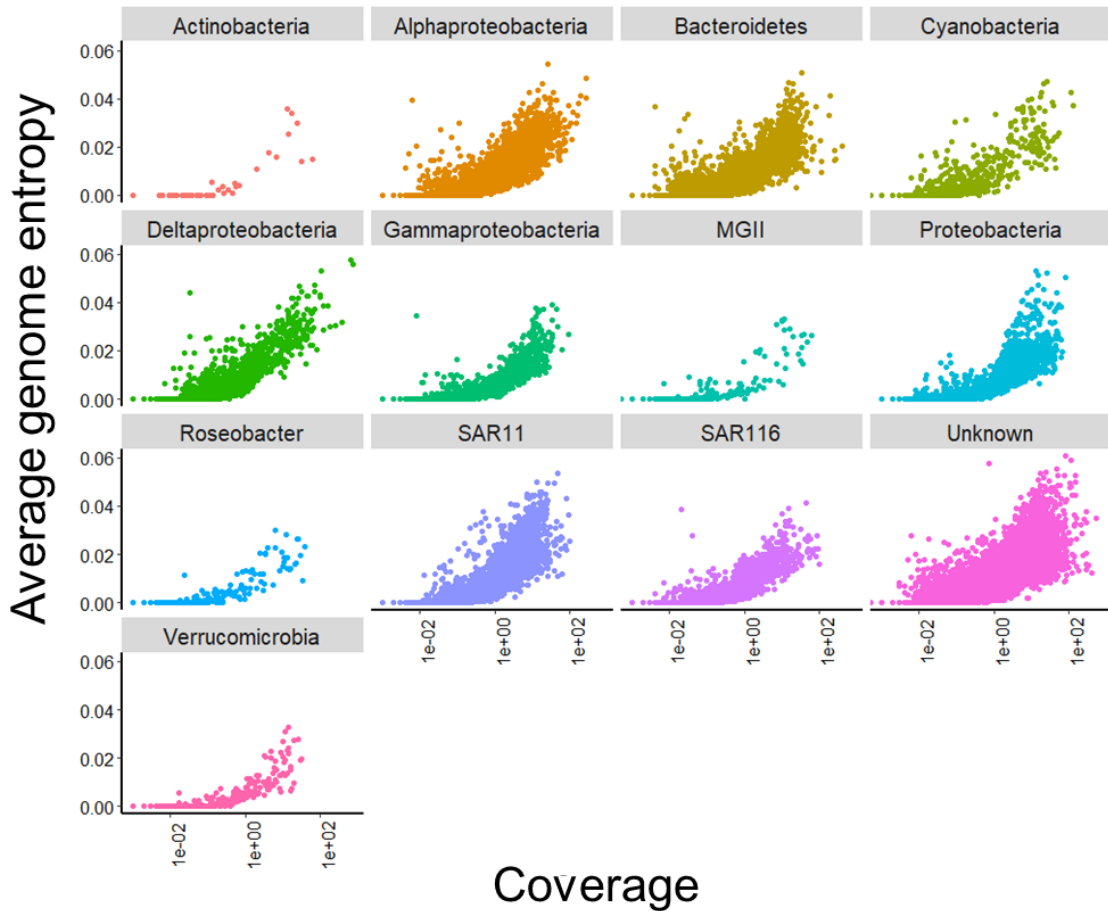 Average genome entropy
Actinobacteria Alphaproteobacteria Bacteroidetes Cyanobacteria
0.06
0.04
0.02
0.00
Deltaproteobacteria Gammaproteobacteria MGII Proteobacteria
0.06
0.04
0.02
0.00
Roseobacter SAR11 SAR116 Unknown
0.06
0.04
0.02
0.00
1e-02 1e+00 1e+02 1e-02 1e+00 1e+02 1e-02 1e+00 1e+02
Verrucomicrobia
0.06
0.04
0.02
0.00
1e-02 1e+00 1e+02
Coverage